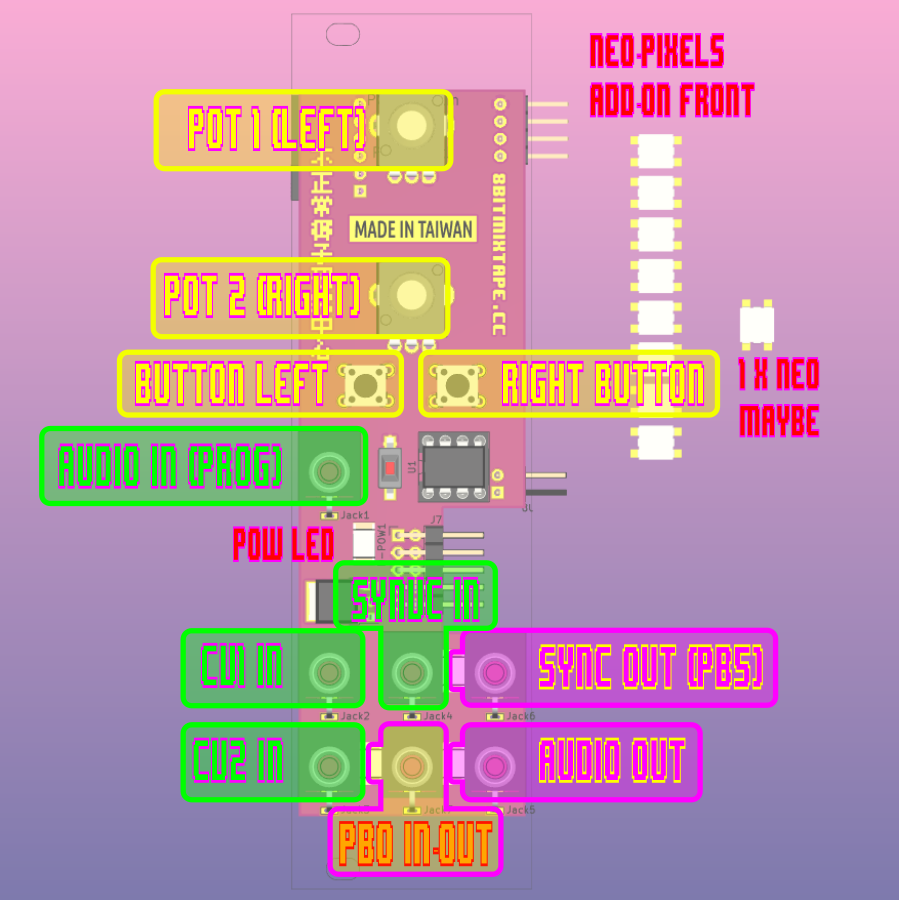 NEO-PIXELS
ADD-ON FRONT
POT 1 (LEFT)
MADE IN TAIWAN
8BITMIXTAPE.CC
POT 2 (RIGHT)
BUTTON LEFT
RIGHT BUTTON
1 X NEO
MAYBE
AUDIO IN (PROG)
U1
Jack1
J7
POW LED
SYNUC IN
CV1 IN
SYNC OUT (PB5)
Jack2
Jack4
Jack6
CV2 IN
AUDIO OUT
Jack5
PB0 IN-OUT